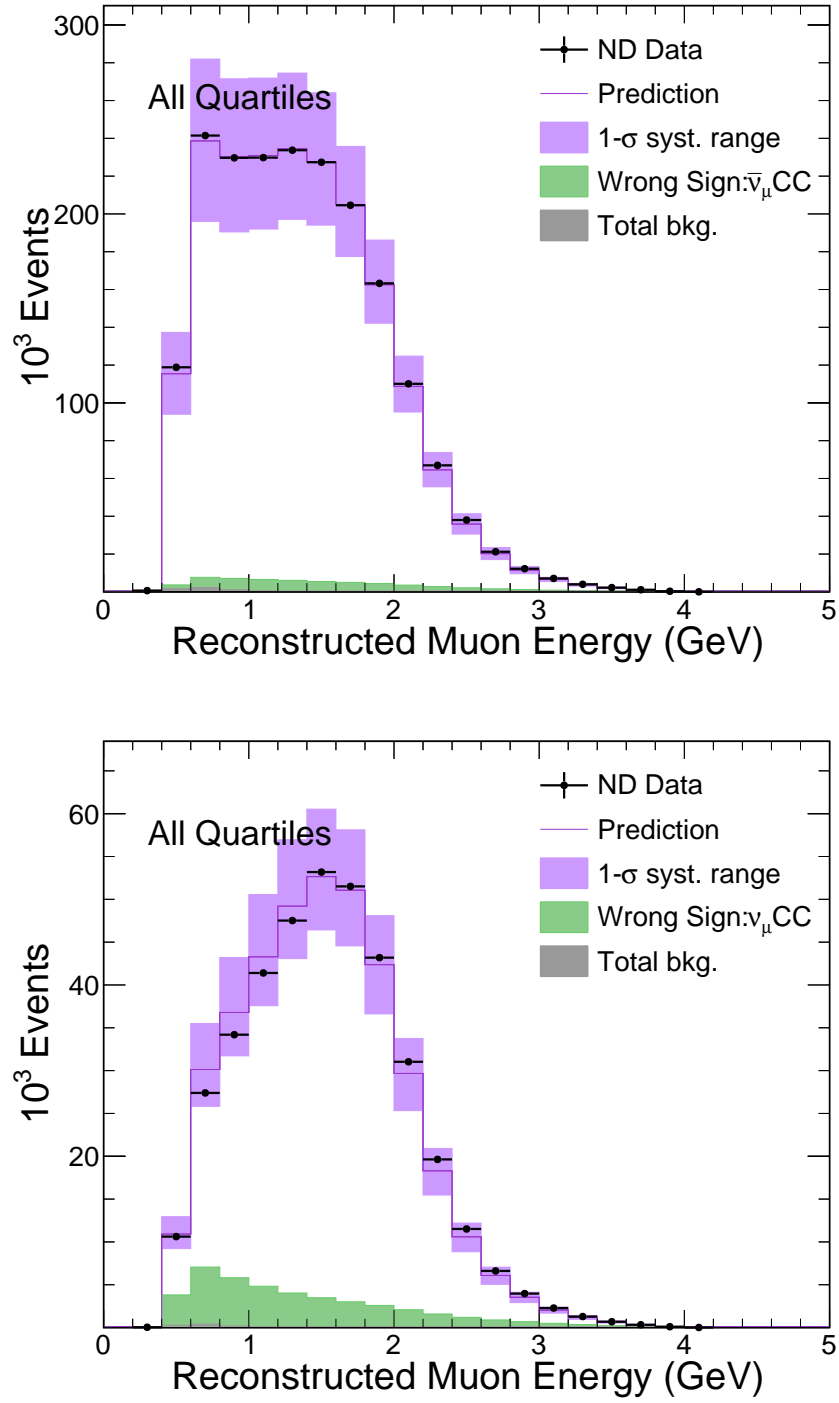 300
200
100
10³ Events
All Quartiles
ND Data
Prediction
1-σ syst. range
Wrong Sign:ν̅μCC
Total bkg.
0 1 2 3 4 5
Reconstructed Muon Energy (GeV)
60
40
20
10³ Events
All Quartiles
ND Data
Prediction
1-σ syst. range
Wrong Sign:νμCC
Total bkg.
0 1 2 3 4 5
Reconstructed Muon Energy (GeV)